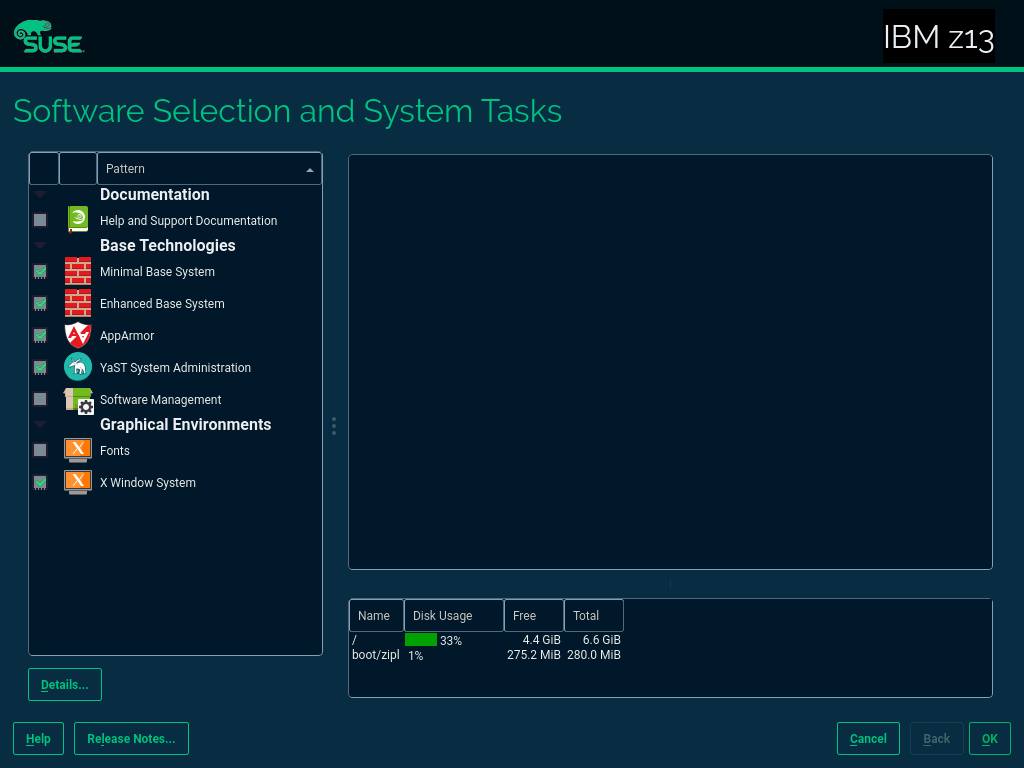 SUSE
IBM z13
Software Selection and System Tasks
Pattern
Documentation
Help and Support Documentation
Base Technologies
Minimal Base System
Enhanced Base System
AppArmor
YaST System Administration
Software Management
Graphical Environments
X Fonts
X X Window System
Name Disk Usage Free Total
/ 33% 4.4 GiB 6.6 GiB
boot/zipl 1% 275.2 MiB 280.0 MiB
Details...
Help Release Notes... Cancel Back OK